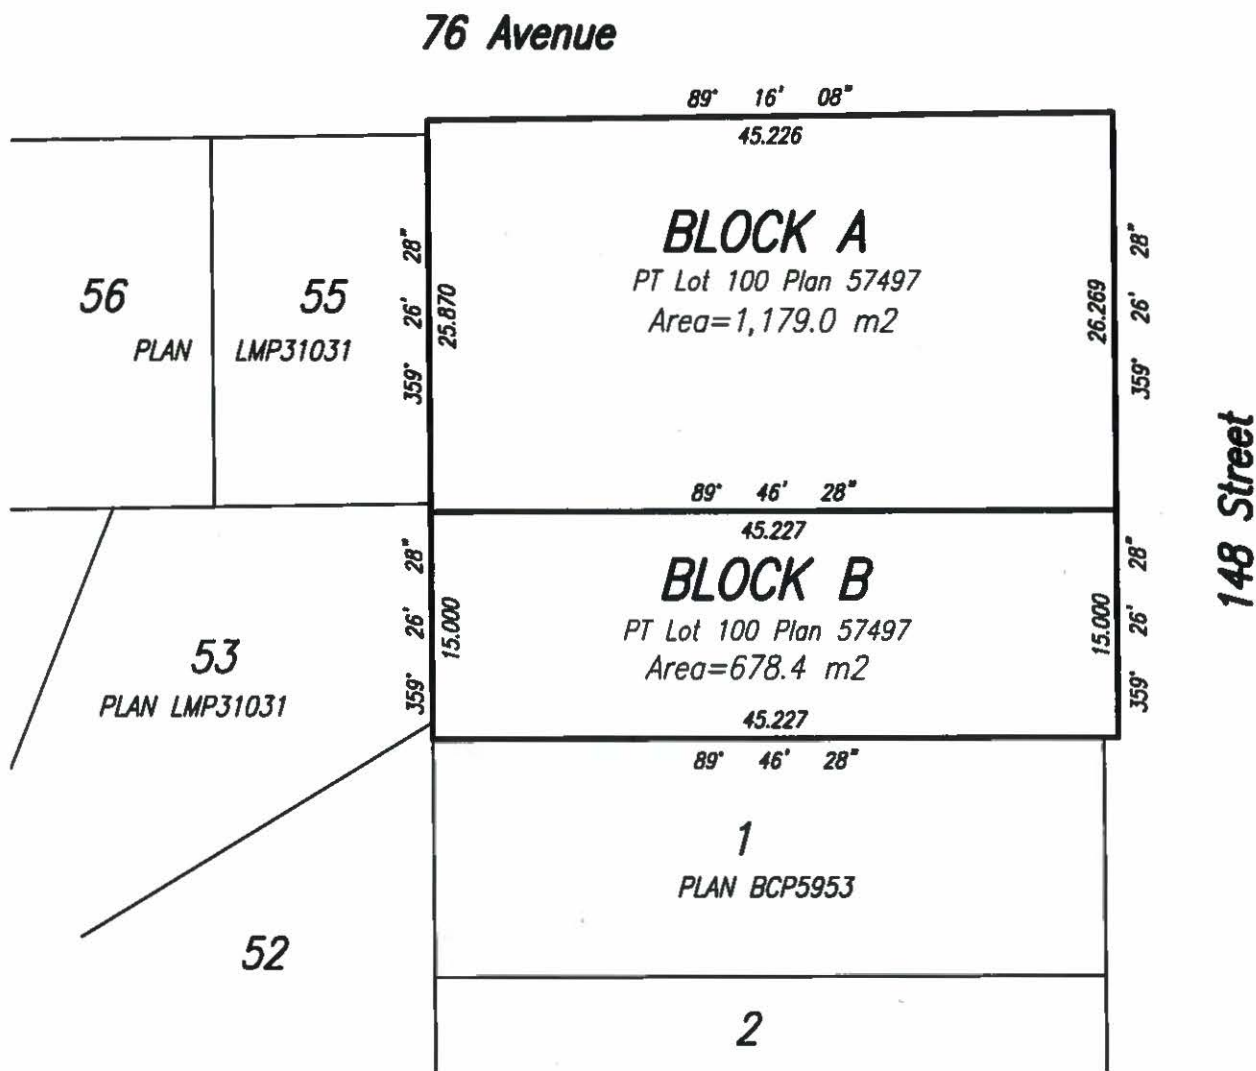 76 Avenue
89° 16' 08"
45.226
BLOCK A
PT Lot 100 Plan 57497
Area=1,179.0 m2
359° 26' 28"
25.870
26.269
359° 26' 28"
56
55
PLAN LMP31031
148 Street
89° 46' 28"
45.227
BLOCK B
PT Lot 100 Plan 57497
Area=678.4 m2
359° 26' 28"
15.000
15.000
359° 26' 28"
53
PLAN LMP31031
45.227
89° 46' 28"
1
PLAN BCP5953
52
2